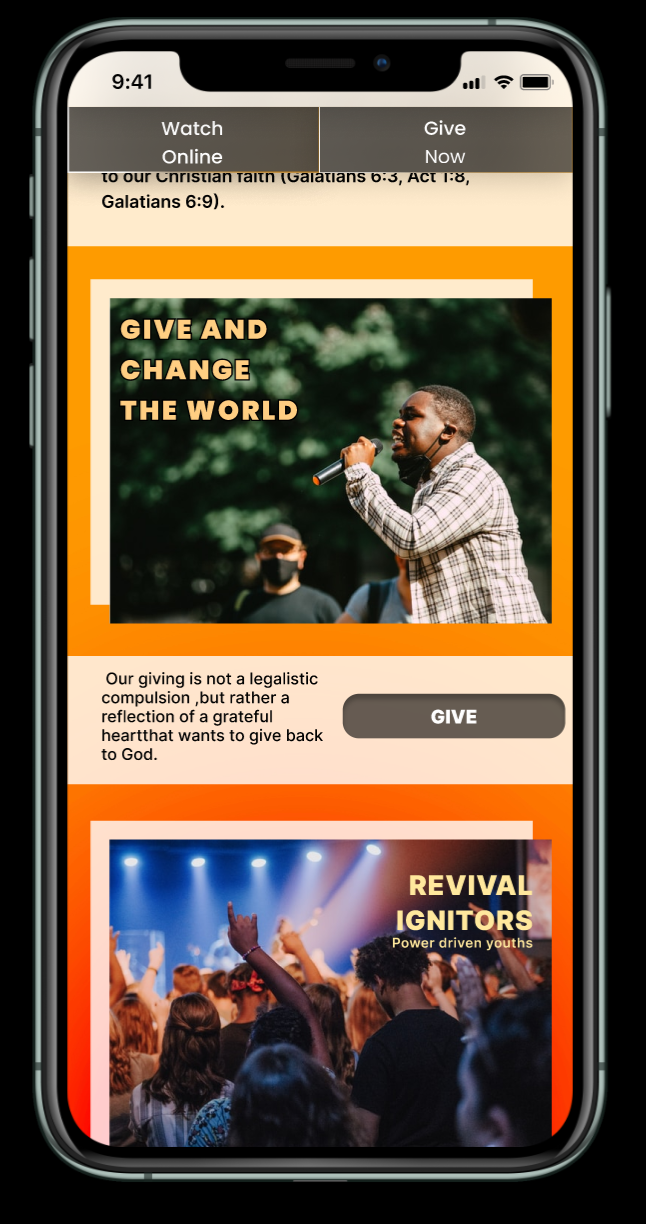 9:41
Watch
Online
Give
Now
to our Christian faith (Galatians 6:3, Act 1:8,
Galatians 6:9).
GIVE AND
CHANGE
THE WORLD
Our giving is not a legalistic
compulsion ,but rather a
reflection of a grateful
heartthat wants to give back
to God.
GIVE
REVIVAL
IGNITORS
Power driven youths